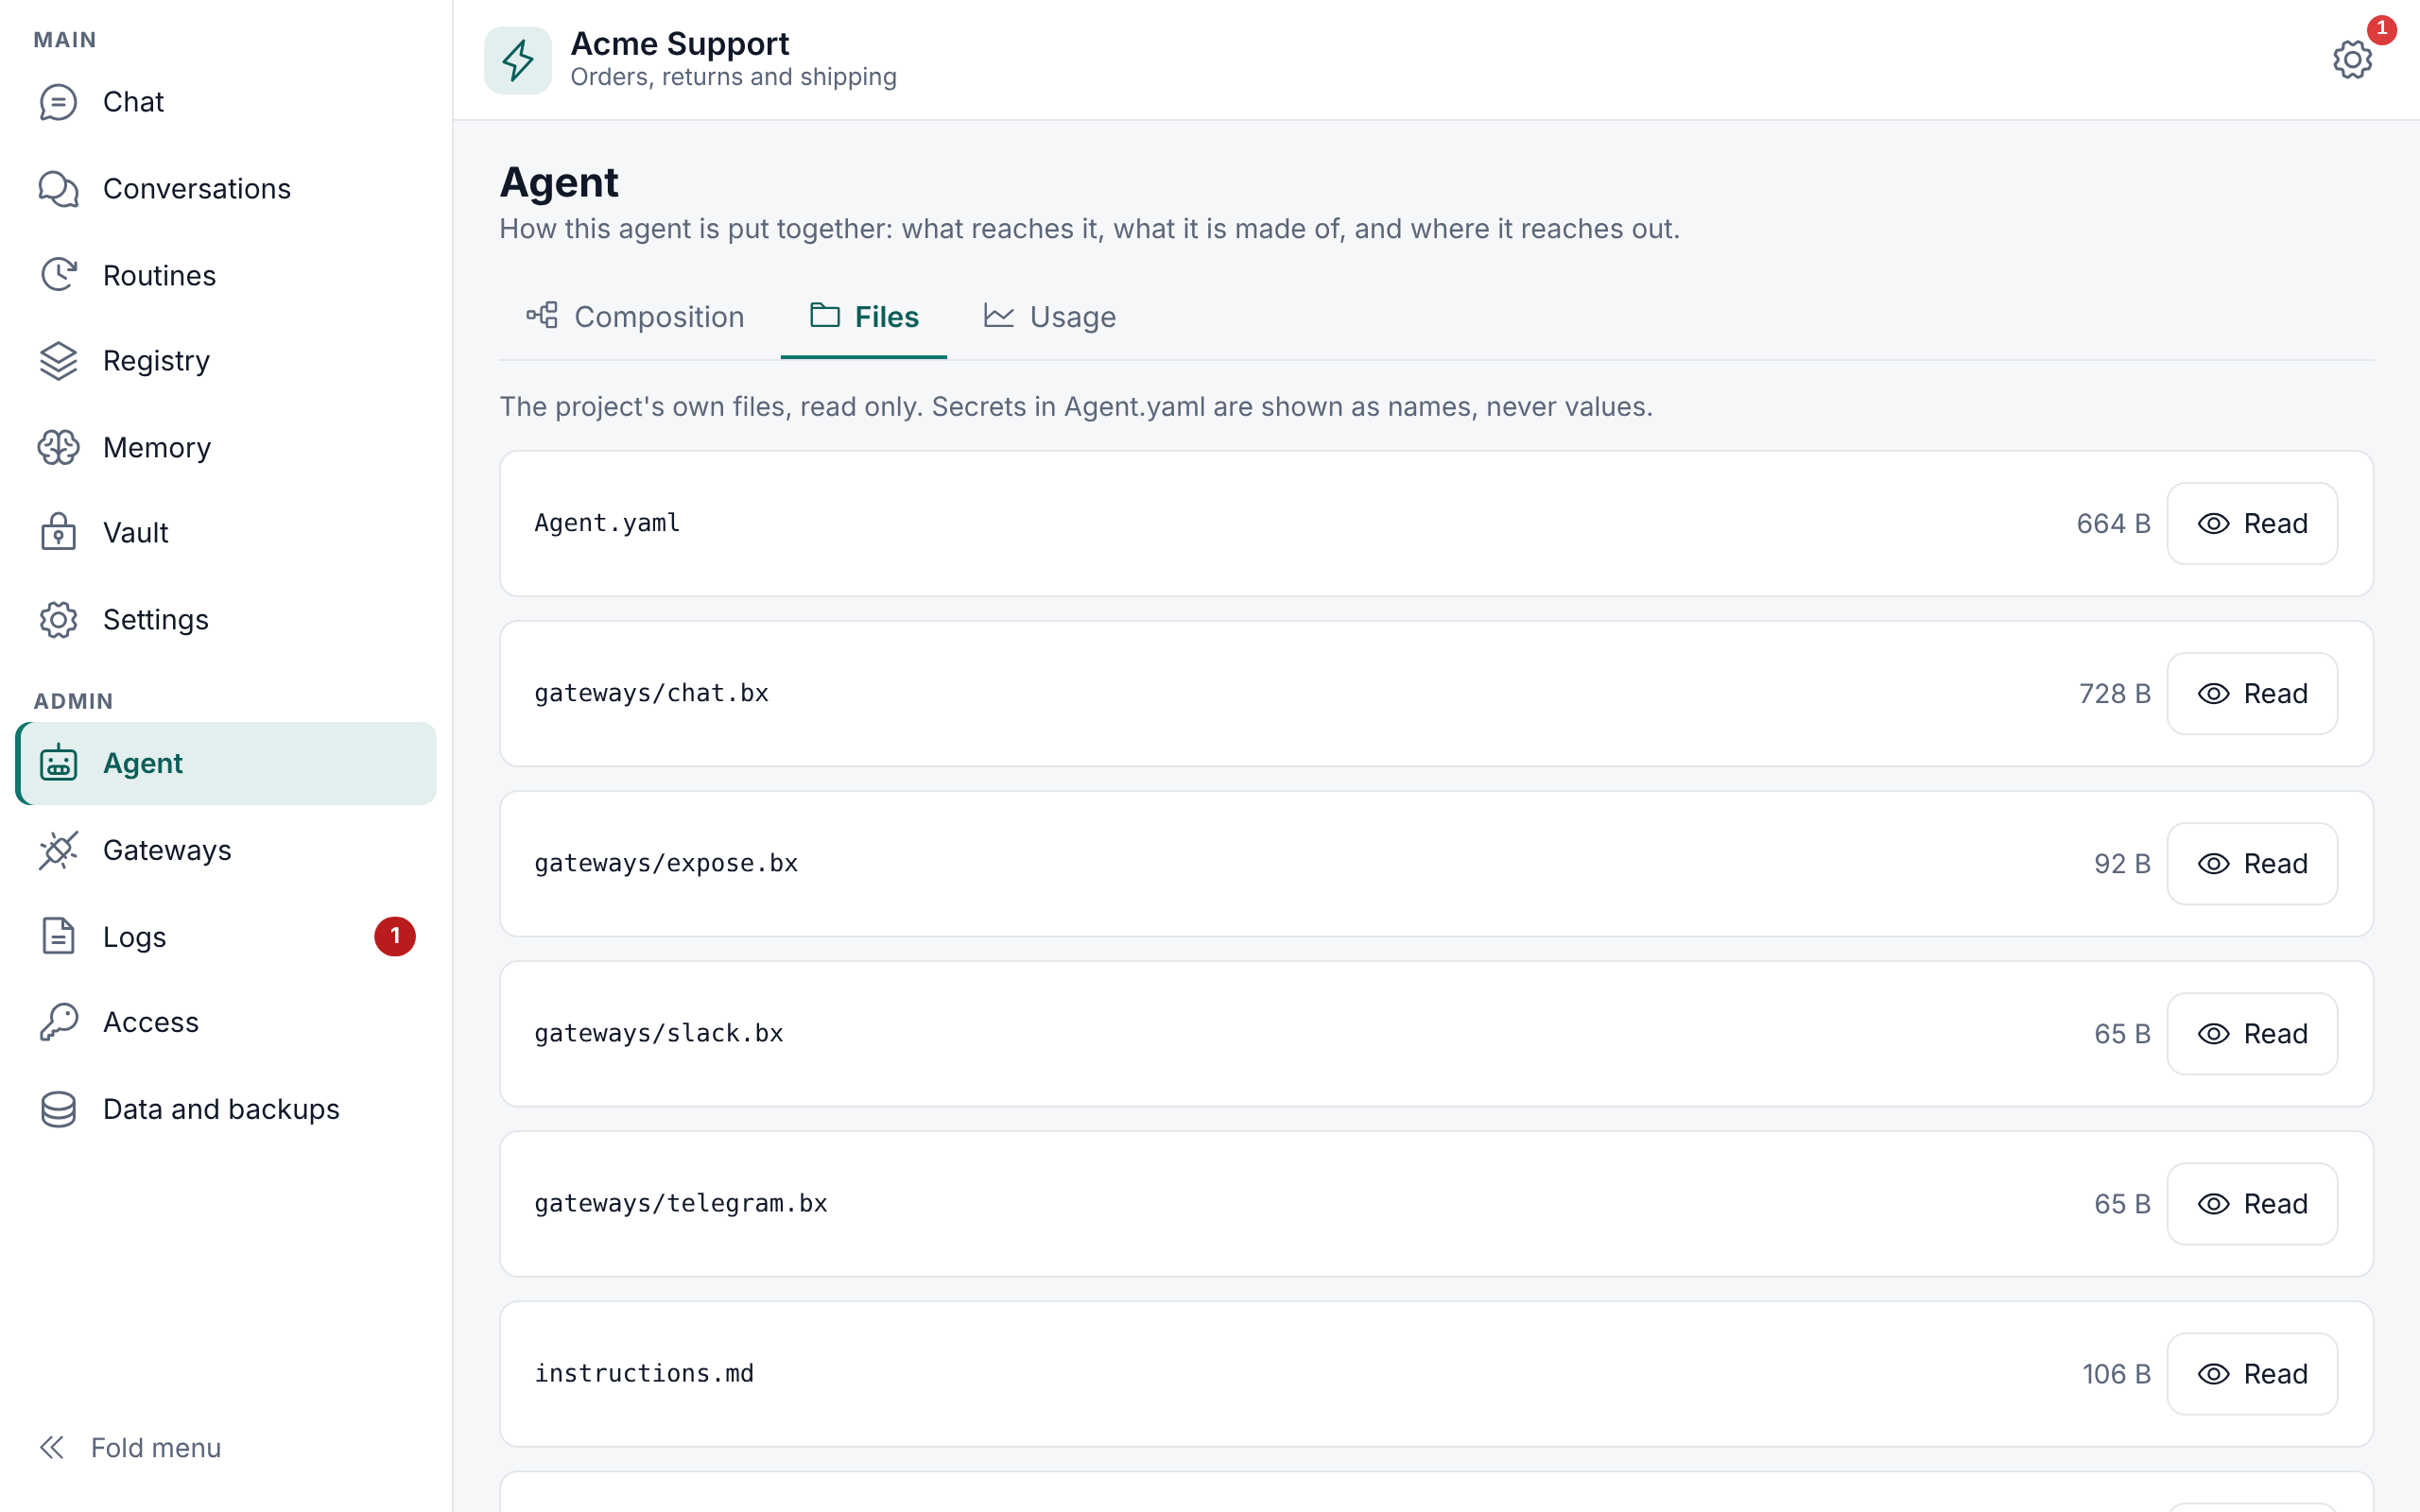 MAIN
Chat
Conversations
Routines
Registry
Memory
Vault
Settings
ADMIN
Agent
Gateways
Logs
1
Access
Data and backups
Fold menu
Acme Support
Orders, returns and shipping
1
Agent
How this agent is put together: what reaches it, what it is made of, and where it reaches out.
Composition
Files
Usage
The project's own files, read only. Secrets in Agent.yaml are shown as names, never values.
Agent.yaml 664 B Read
gateways/chat.bx 728 B Read
gateways/expose.bx 92 B Read
gateways/slack.bx 65 B Read
gateways/telegram.bx 65 B Read
instructions.md 106 B Read